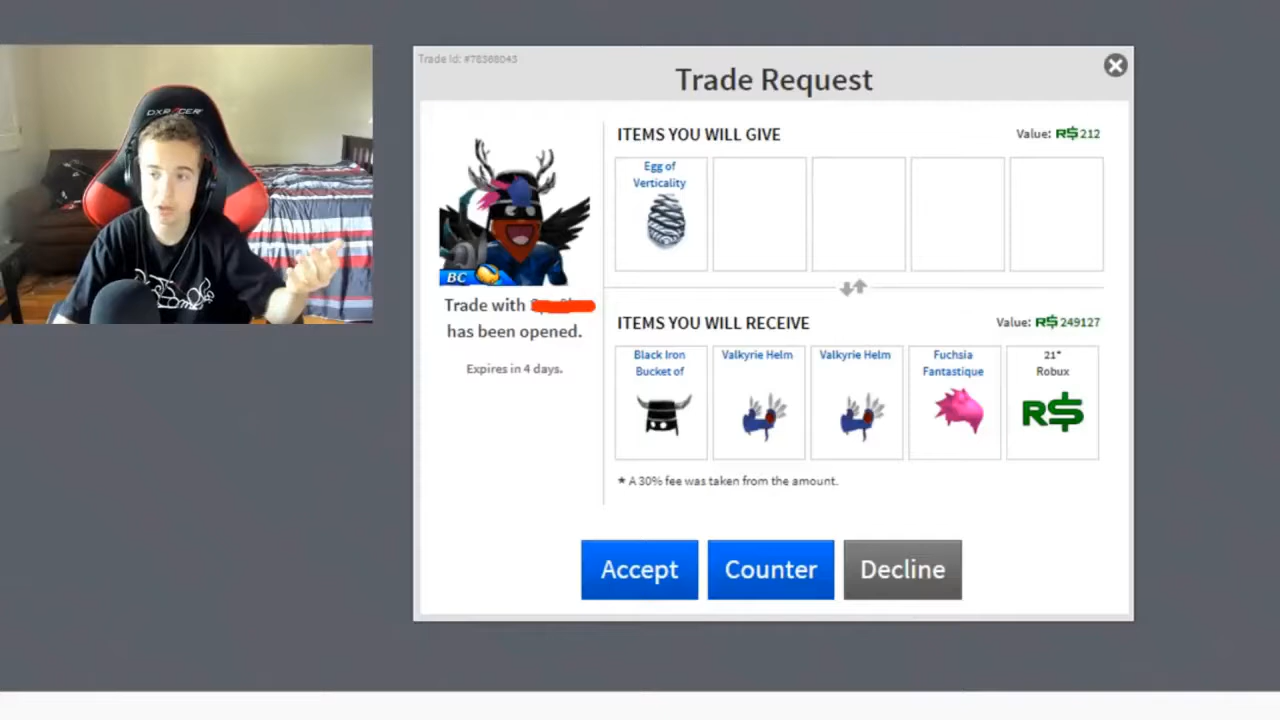 DXRACER
Trade Id: #78368043
Trade Request
ITEMS YOU WILL GIVE
Value: R$ 212
Egg of
Verticality
BC
Trade with
has been opened.
Expires in 4 days.
ITEMS YOU WILL RECEIVE
Value: R$ 249127
Black Iron
Bucket of
Valkyrie Helm
Valkyrie Helm
Fuchsia
Fantastique
21*
Robux
R$
* A 30% fee was taken from the amount.
Accept
Counter
Decline